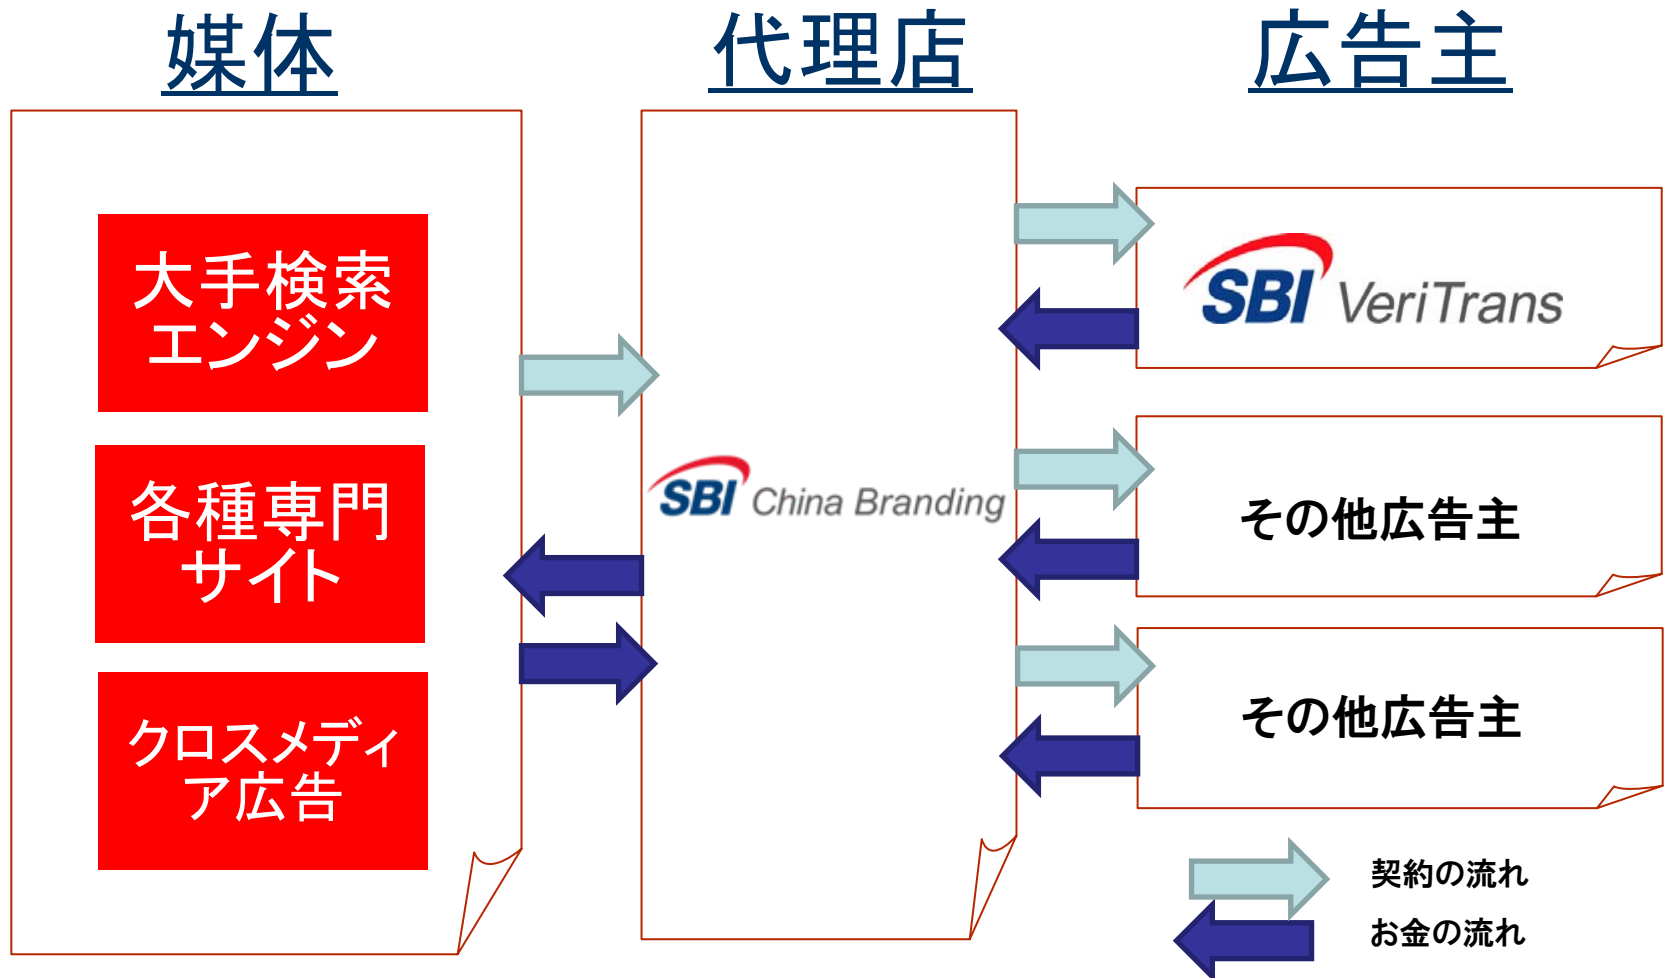 媒体
代理店
広告主
大手検索
エンジン
各種専門
サイト
クロスメディ
ア広告
SBI China Branding
SBI VeriTrans
その他広告主
その他広告主
契約の流れ
お金の流れ